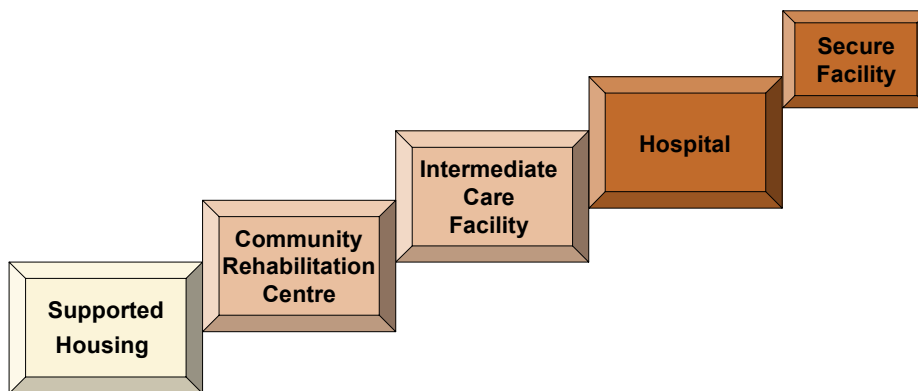 Supported
Housing
Community
Rehabilitation
Centre
Intermediate
Care
Facility
Hospital
Secure
Facility